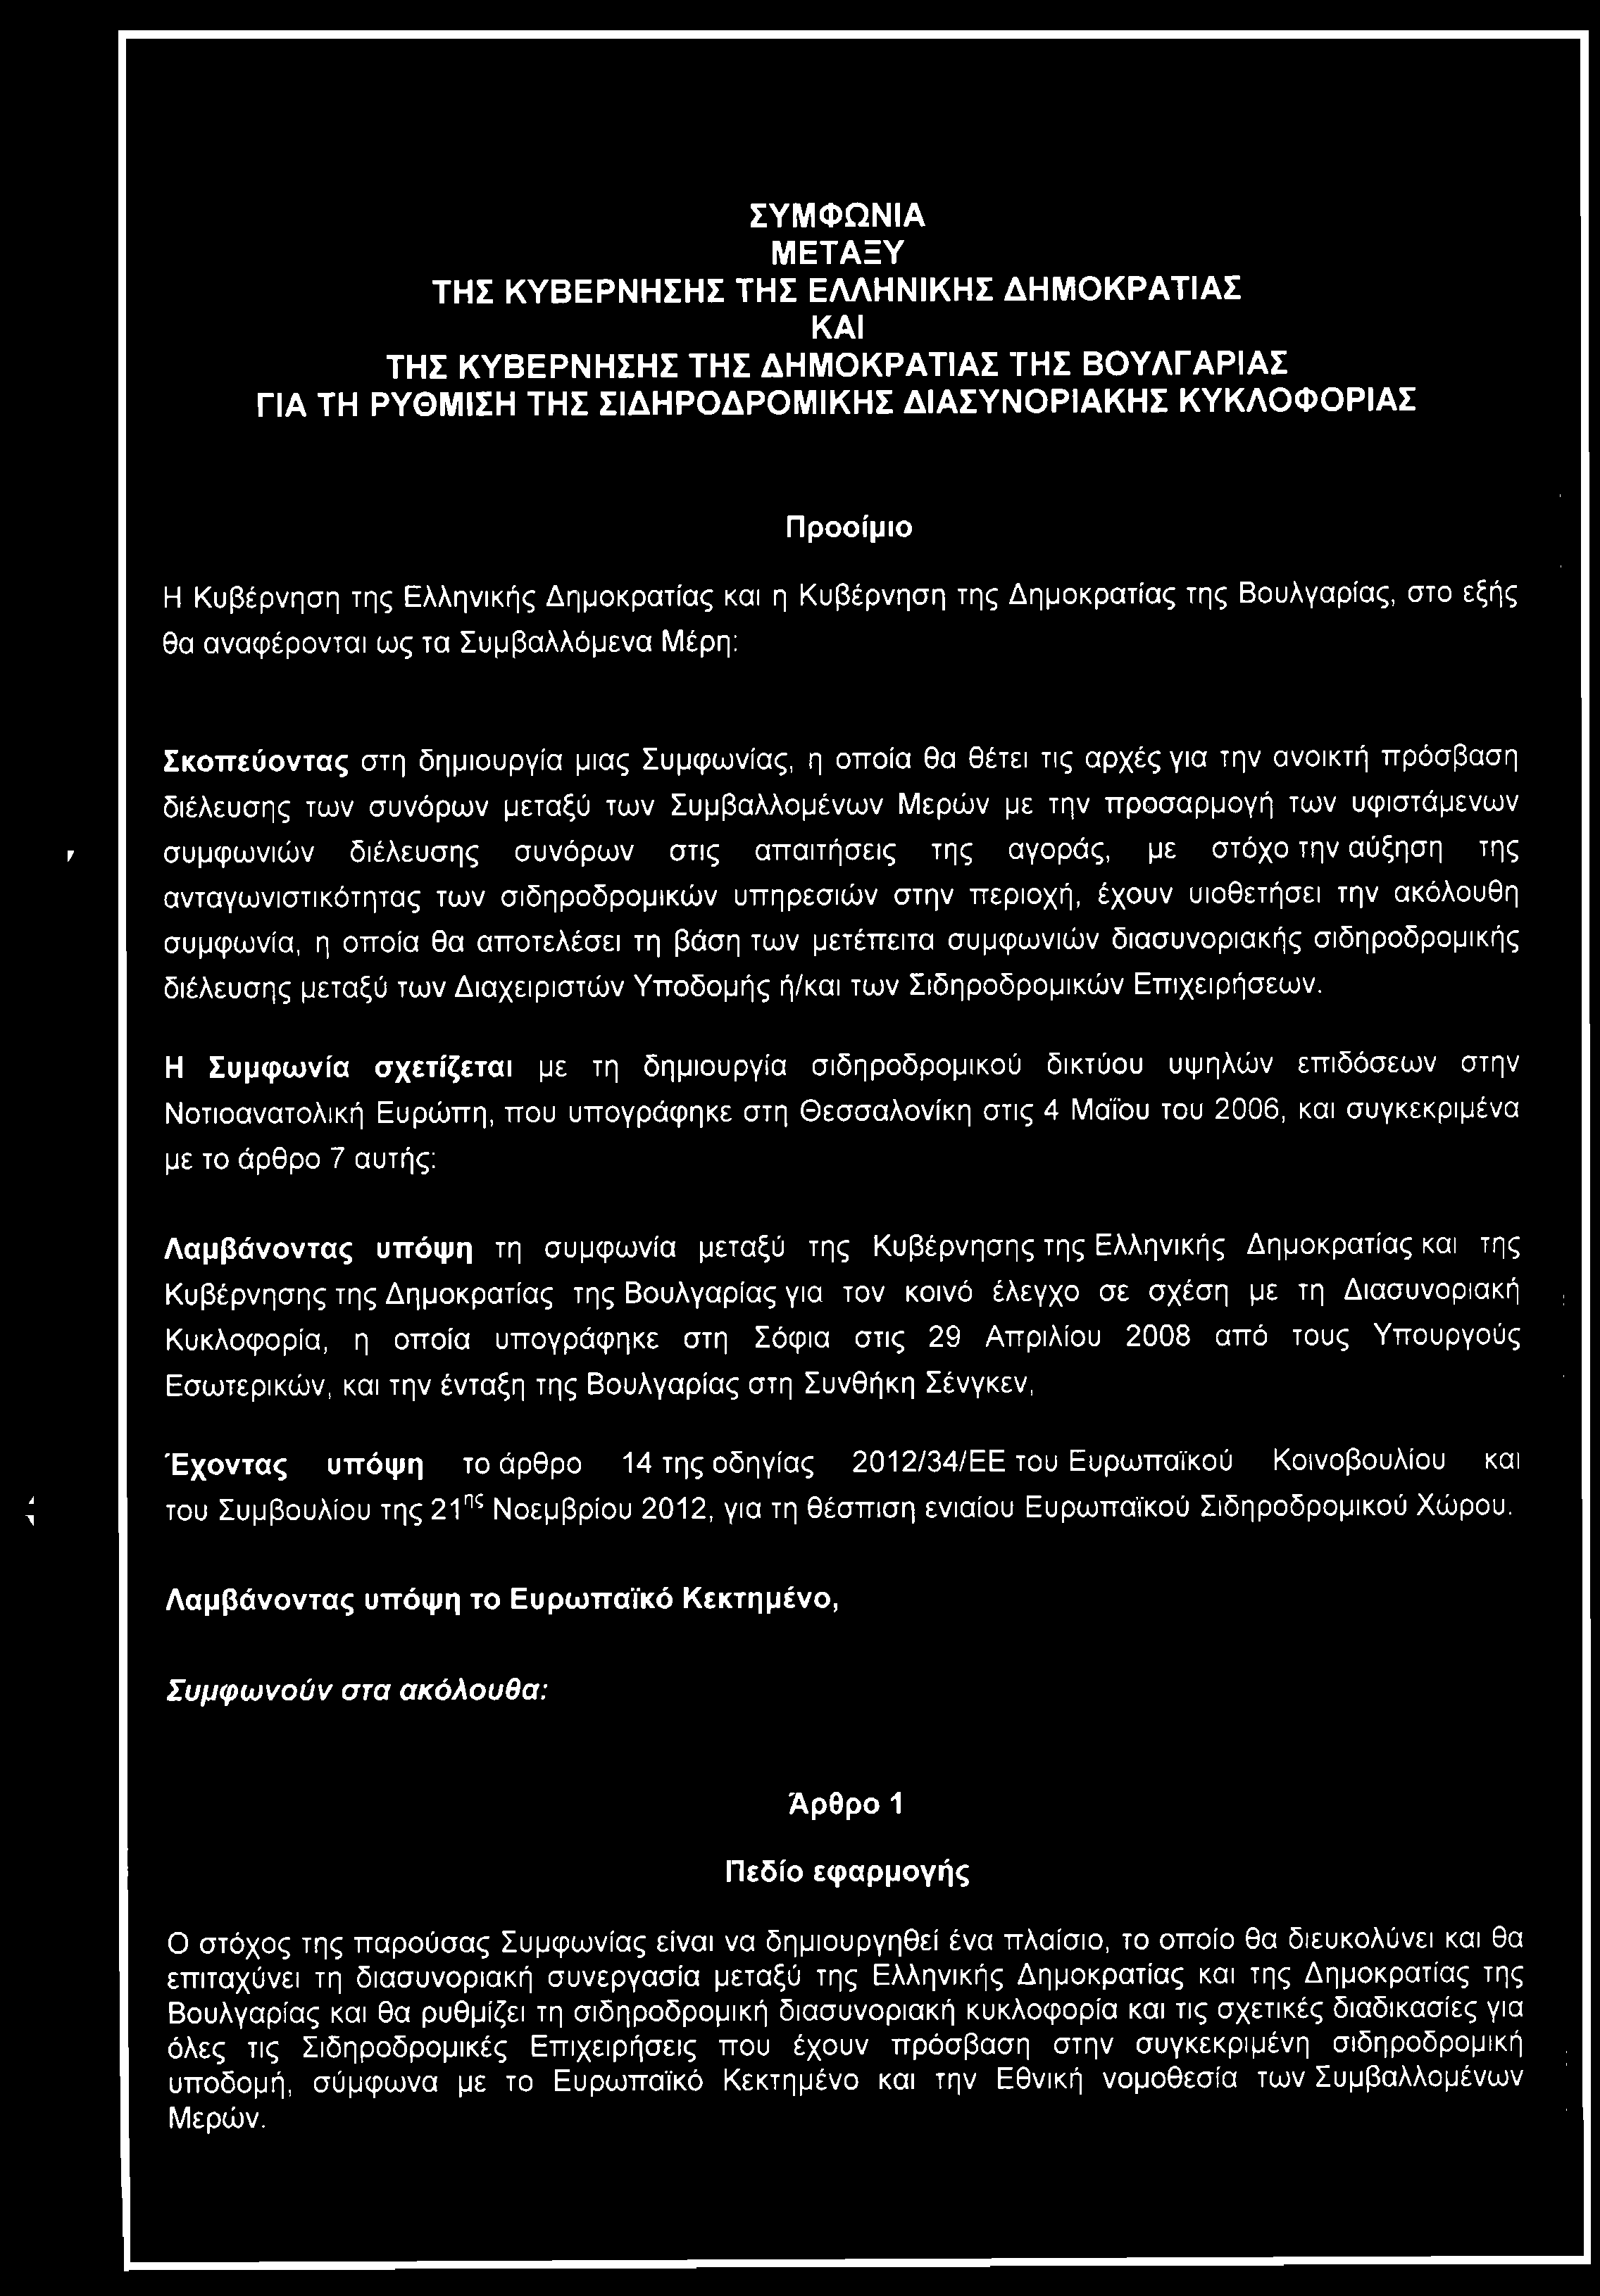 ΣΥΜΦΩΝΙΑ
ΜΕΤΑΞΥ
ΤΗΣ ΚΥΒΕΡΝΗΣΗΣ ΤΗΣ ΕΛΛΗΝΙΚΗΣ ΔΗΜΟΚΡΑΤΙΑΣ
ΚΑΙ
ΤΗΣ ΚΥΒΕΡΝΗΣΗΣ ΤΗΣ ΔΗΜΟΚΡΑΤΙΑΣ ΤΗΣ ΒΟΥΛΓΑΡΙΑΣ
ΓΙΑ ΤΗ ΡΥΘΜΙΣΗ ΤΗΣ ΣΙΔΗΡΟΔΡΟΜΙΚΗΣ ΔΙΑΣΥΝΟΡΙΑΚΗΣ ΚΥΚΛΟΦΟΡΙΑΣ
Προοίμιο
Η Κυβέρνηση της Ελληνικής Δημοκρατίας και η Κυβέρνηση της Δημοκρατίας της Βουλγαρίας, στο εξής
θα αναφέρονται ως τα Συμβαλλόμενα Μέρη:
Σκοπεύοντας στη δημιουργία μιας Συμφωνίας, η οποία θα θέτει τις αρχές για την ανοικτή πρόσβαση
διέλευσης των συνόρων μεταξύ των Συμβαλλομένων Μερών με την προσαρμογή των υφιστάμενων
συμφωνιών διέλευσης συνόρων στις απαιτήσεις της αγοράς, με στόχο την αύξηση της
ανταγωνιστικότητας των σιδηροδρομικών υπηρεσιών στην περιοχή, έχουν υιοθετήσει την ακόλουθη
συμφωνία, η οποία θα αποτελέσει τη βάση των μετέπειτα συμφωνιών διασυνοριακής σιδηροδρομικής
διέλευσης μεταξύ των Διαχειριστών Υποδομής ή/και των Σιδηροδρομικών Επιχειρήσεων.
Η Συμφωνία σχετίζεται με τη δημιουργία σιδηροδρομικού δικτύου υψηλών επιδόσεων στην
Νοτιοανατολική Ευρώπη, που υπογράφηκε στη Θεσσαλονίκη στις 4 Μαΐου του 2006, και συγκεκριμένα
με το άρθρο 7 αυτής:
Λαμβάνοντας υπόψη τη συμφωνία μεταξύ της Κυβέρνησης της Ελληνικής Δημοκρατίας και της
Κυβέρνησης της Δημοκρατίας της Βουλγαρίας για τον κοινό έλεγχο σε σχέση με τη Διασυνοριακή
Κυκλοφορία, η οποία υπογράφηκε στη Σόφια στις 29 Απριλίου 2008 από τους Υπουργούς
Εσωτερικών, και την ένταξη της Βουλγαρίας στη Συνθήκη Σένγκεν,
Έχοντας υπόψη το άρθρο 14 της οδηγίας 2012/34/ΕΕ του Ευρωπαϊκού Κοινοβουλίου και
του Συμβουλίου της 21ης Νοεμβρίου 2012, για τη θέσπιση ενιαίου Ευρωπαϊκού Σιδηροδρομικού Χώρου.
Λαμβάνοντας υπόψη το Ευρωπαϊκό Κεκτημένο,
Συμφωνούν στα ακόλουθα:
Άρθρο 1
Πεδίο εφαρμογής
Ο στόχος της παρούσας Συμφωνίας είναι να δημιουργηθεί ένα πλαίσιο, το οποίο θα διευκολύνει και θα
επιταχύνει τη διασυνοριακή συνεργασία μεταξύ της Ελληνικής Δημοκρατίας και της Δημοκρατίας της
Βουλγαρίας και θα ρυθμίζει τη σιδηροδρομική διασυνοριακή κυκλοφορία και τις σχετικές διαδικασίες για
όλες τις Σιδηροδρομικές Επιχειρήσεις που έχουν πρόσβαση στην συγκεκριμένη σιδηροδρομική
υποδομή, σύμφωνα με το Ευρωπαϊκό Κεκτημένο και την Εθνική νομοθεσία των Συμβαλλομένων
Μερών.